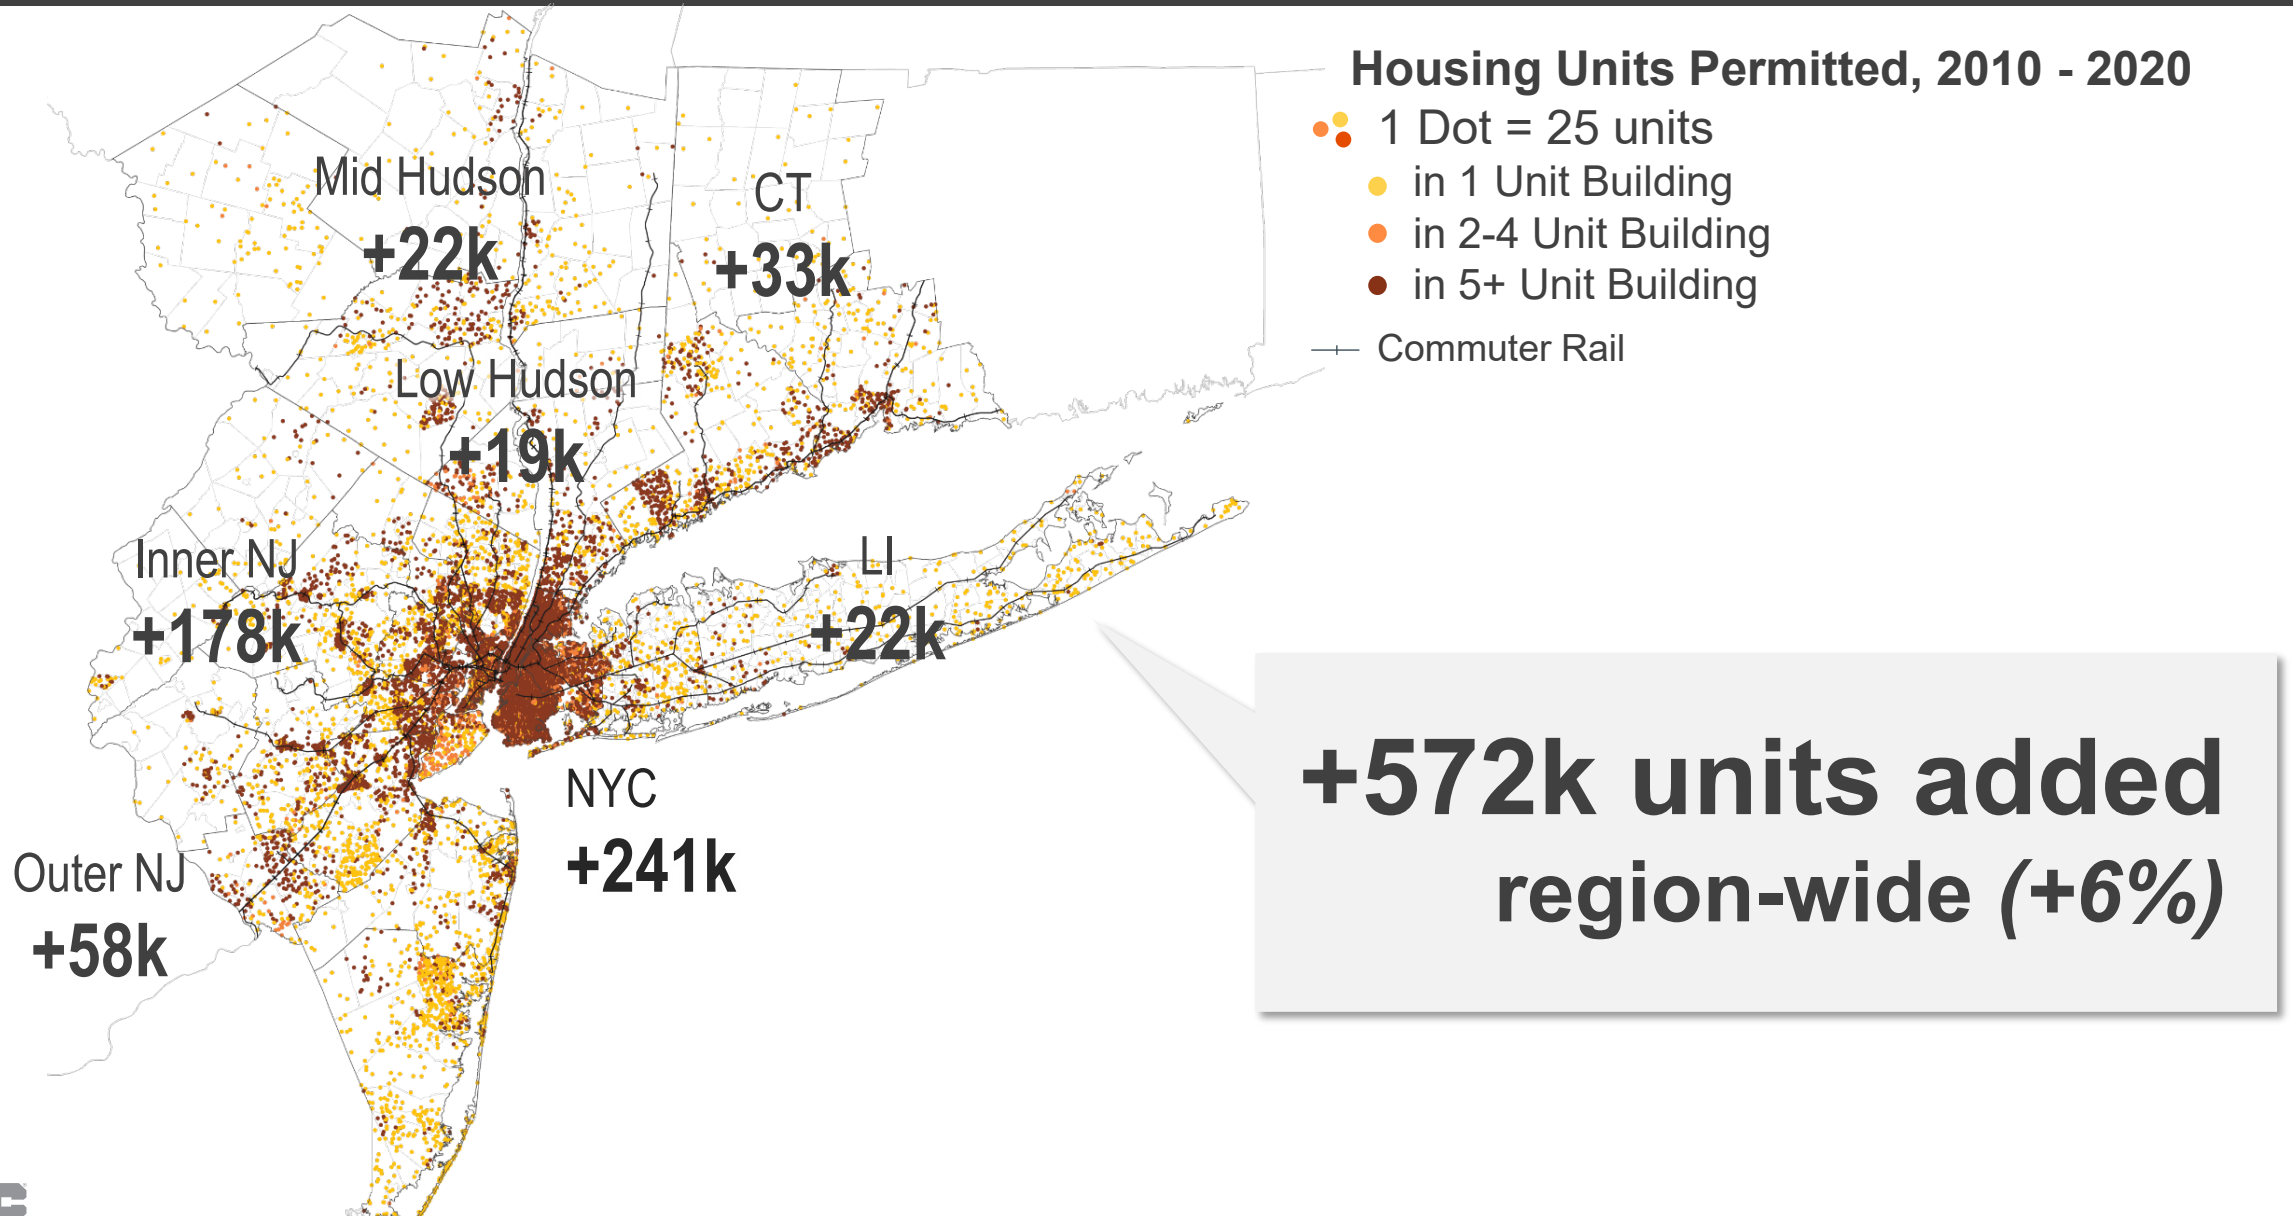 Housing Units Permitted, 2010 - 2020
1 Dot = 25 units
in 1 Unit Building
in 2-4 Unit Building
in 5+ Unit Building
Commuter Rail
Mid Hudson
+22k
CT
+33k
Low Hudson
+19k
Inner NJ
+178k
LI
+22k
NYC
+241k
Outer NJ
+58k
+572k units added
region-wide (+6%)